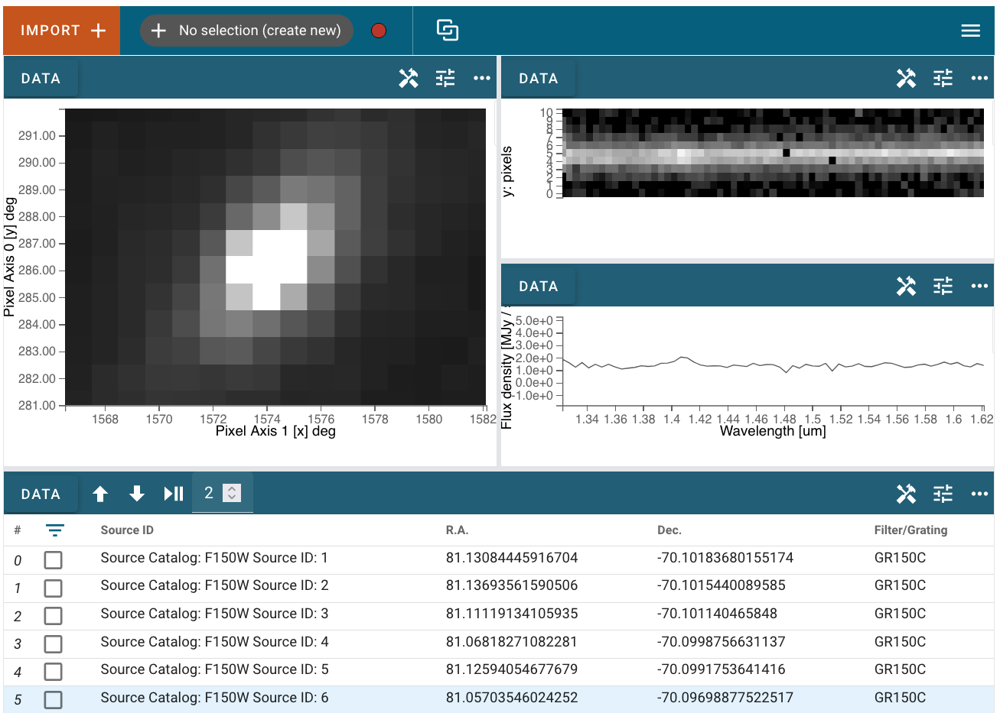 IMPORT No selection (create new)
DATA
291.00
290.00
289.00
288.00
287.00
286.00
285.00
284.00
283.00
282.00
281.00
Pixel Axis 0 [y] deg
1568 1570 1572 1574 1576 1578 1580 1582
Pixel Axis 1 [x] deg
DATA
10
9
8
7
6
5
4
3
2
1
0
y: pixels
DATA
5.0e+0
4.0e+0
3.0e+0
2.0e+0
1.0e+0
0.0e+0
-1.0e+0
Flux density [MJy /
1.34 1.36 1.38 1.4 1.42 1.44 1.46 1.48 1.5 1.52 1.54 1.56 1.58 1.6 1.62
Wavelength [um]
DATA 2
# Source ID R.A. Dec. Filter/Grating
0 Source Catalog: F150W Source ID: 1 81.13084445916704 -70.10183680155174 GR150C
1 Source Catalog: F150W Source ID: 2 81.13693561590506 -70.1015440089585 GR150C
2 Source Catalog: F150W Source ID: 3 81.11119134105935 -70.101140465848 GR150C
3 Source Catalog: F150W Source ID: 4 81.06818271082281 -70.0998756631137 GR150C
4 Source Catalog: F150W Source ID: 5 81.12594054677679 -70.0991753641416 GR150C
5 Source Catalog: F150W Source ID: 6 81.05703546024252 -70.09698877522517 GR150C